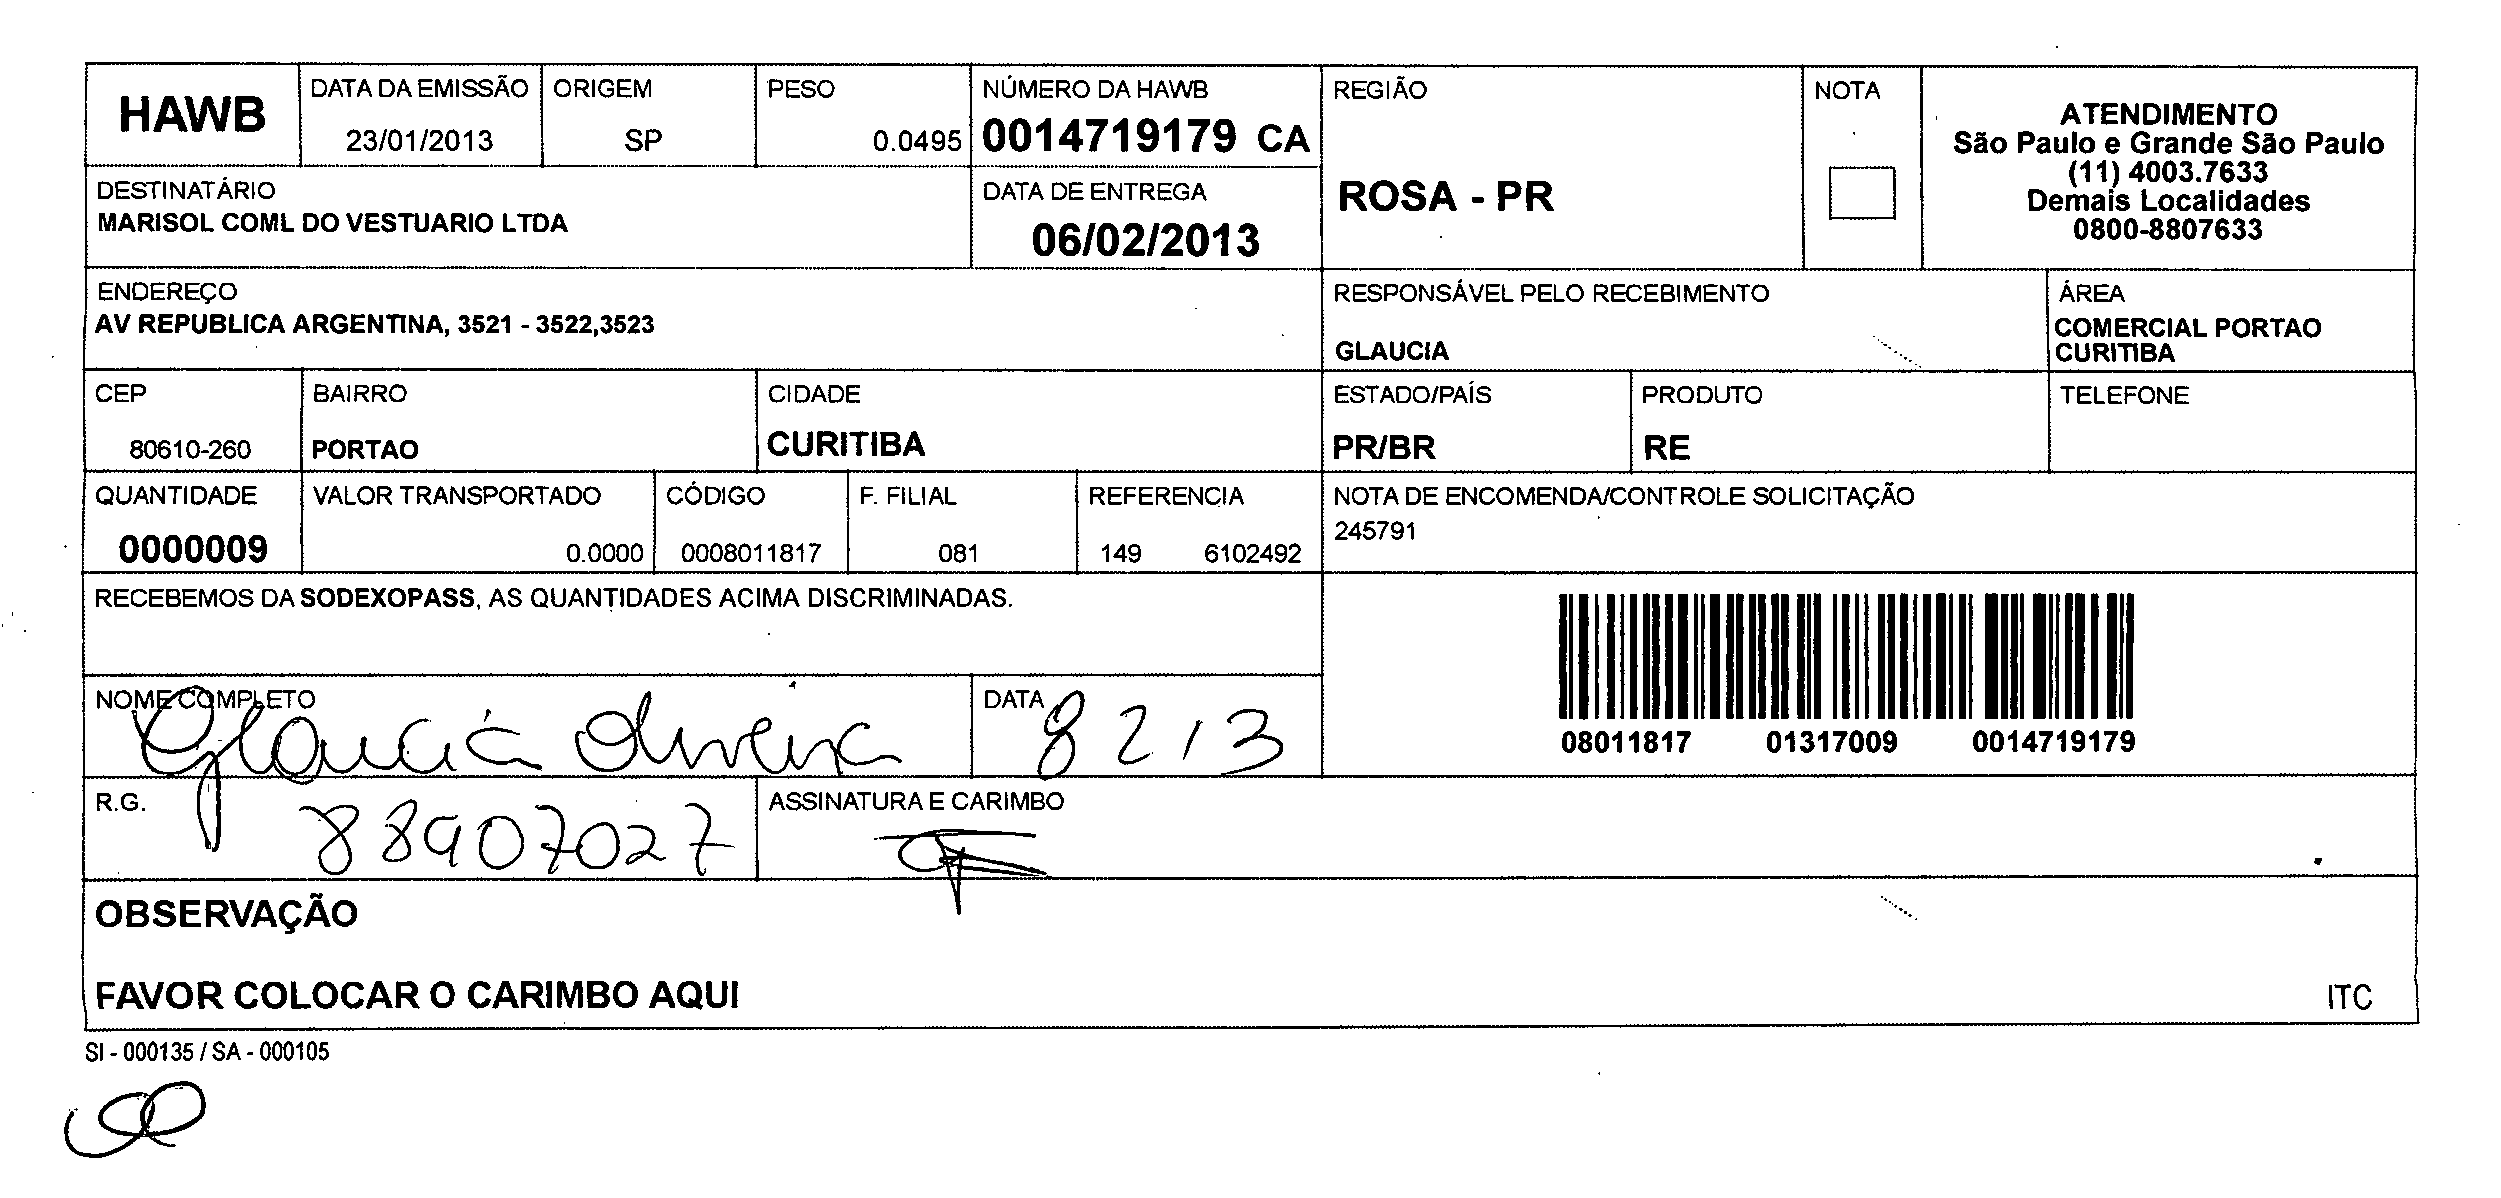 HAWB
DATA DA EMISSÃO
23/01/2013
ORIGEM
SP
PESO
0.0495
NÚMERO DA HAWB
0014719179 CA
REGIÃO
ROSA - PR
NOTA
ATENDIMENTO
São Paulo e Grande São Paulo
(11) 4003.7633
Demais Localidades
0800-8807633
DESTINATÁRIO
MARISOL COML DO VESTUARIO LTDA
DATA DE ENTREGA
06/02/2013
ENDEREÇO
AV REPUBLICA ARGENTINA, 3521 - 3522,3523
RESPONSÁVEL PELO RECEBIMENTO
GLAUCIA
ÁREA
COMERCIAL PORTAO
CURITIBA
CEP
80610-260
BAIRRO
PORTAO
CIDADE
CURITIBA
ESTADO/PAÍS
PR/BR
PRODUTO
RE
TELEFONE
QUANTIDADE
0000009
VALOR TRANSPORTADO
0.0000
CÓDIGO
0008011817
F. FILIAL
081
REFERENCIA
149 6102492
NOTA DE ENCOMENDA/CONTROLE SOLICITAÇÃO
245791
RECEBEMOS DA SODEXOPASS, AS QUANTIDADES ACIMA DISCRIMINADAS.
08011817 01317009 0014719179
NOME COMPLETO
Glaucia Oliveira
DATA
8 2 13
R.G.
88907027
ASSINATURA E CARIMBO
OBSERVAÇÃO
FAVOR COLOCAR O CARIMBO AQUI
ITC
SI - 000135 / SA - 000105